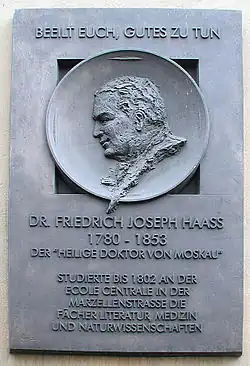 BEEILT EUCH, GUTES ZU TUN
DR. FRIEDRICH JOSEPH HAASS
1780 - 1853
DER "HEILIGE DOKTOR VON MOSKAU"
STUDIERTE BIS 1802 AN DER
ECOLE CENTRALE IN DER
MARZELLENSTRASSE DIE
FÄCHER LITERATUR, MEDIZIN
UND NATURWISSENSCHAFTEN